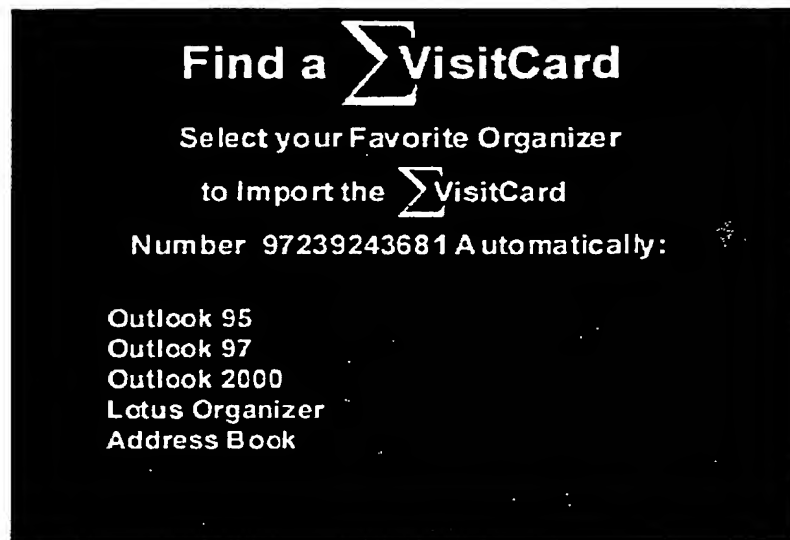 Find a ∑VisitCard
Select your Favorite Organizer
to Import the ∑VisitCard
Number 97239243681 Automatically:
Outlook 95
Outlook 97
Outlook 2000
Lotus Organizer
Address Book